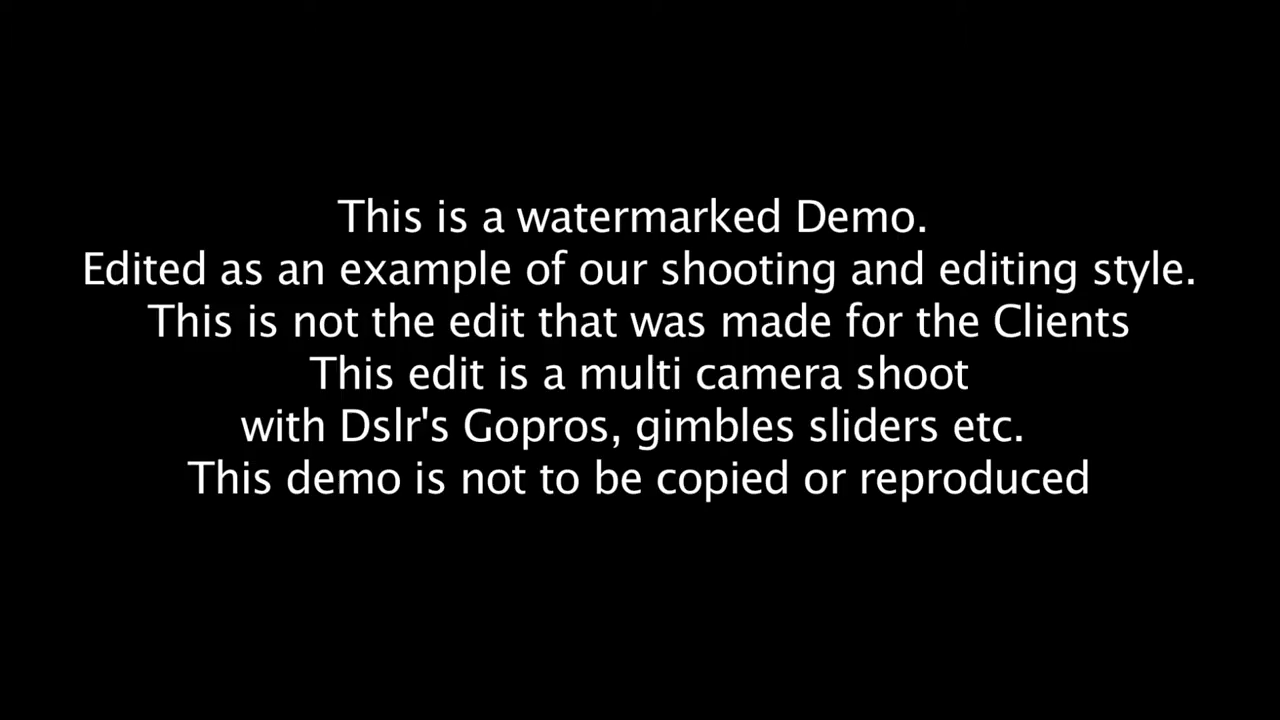 This is a watermarked Demo.
Edited as an example of our shooting and editing style.
This is not the edit that was made for the Clients
This edit is a multi camera shoot
with Dslr's Gopros, gimbles sliders etc.
This demo is not to be copied or reproduced